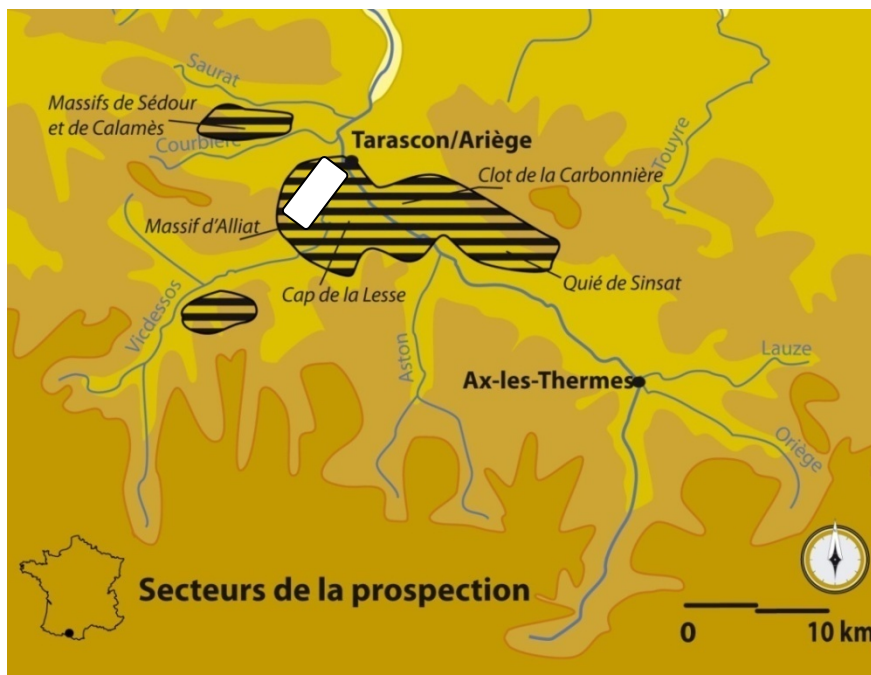 Saurat
Massifs de Sédour
et de Calamès
Courbière
Tarascon/Ariège
Touyre
Clot de la Carbonnière
Massif d'Alliat
Cap de la Lesse
Quié de Sinsat
Vicdessos
Aston
Lauze
Ax-les-Thermes
Oriège
Secteurs de la prospection
0 10 km